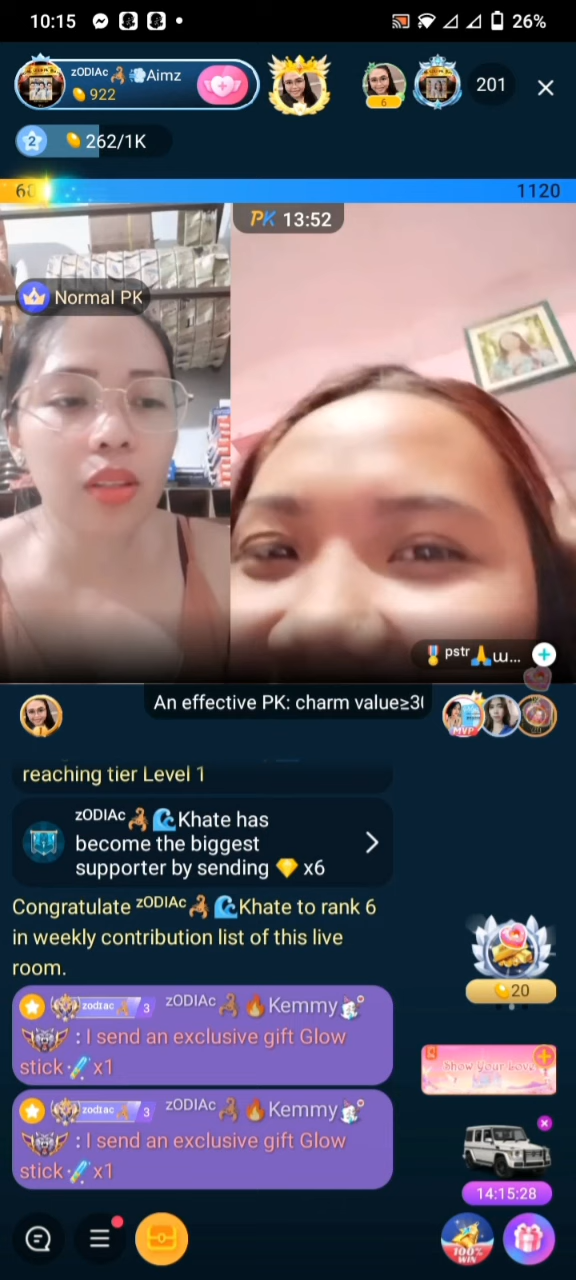 10:15
26%
zODIAc🦂💨Aimz
922
6
201
2
262/1K
1120
PK 13:52
Normal PK
pstr🙏
An effective PK: charm value≥3
MVP
reaching tier Level 1
zODIAc🦂🌊Khate has
become the biggest
supporter by sending 💎 x6
Congratulate zODIAc🦂🌊Khate to rank 6
in weekly contribution list of this live
room.
zodiac 3 zODIAc🦂🔥Kemmy
: I send an exclusive gift Glow
stick x1
zodiac 3 zODIAc🦂🔥Kemmy
: I send an exclusive gift Glow
stick x1
20
Show Your Love
14:15:28
100%
WIN